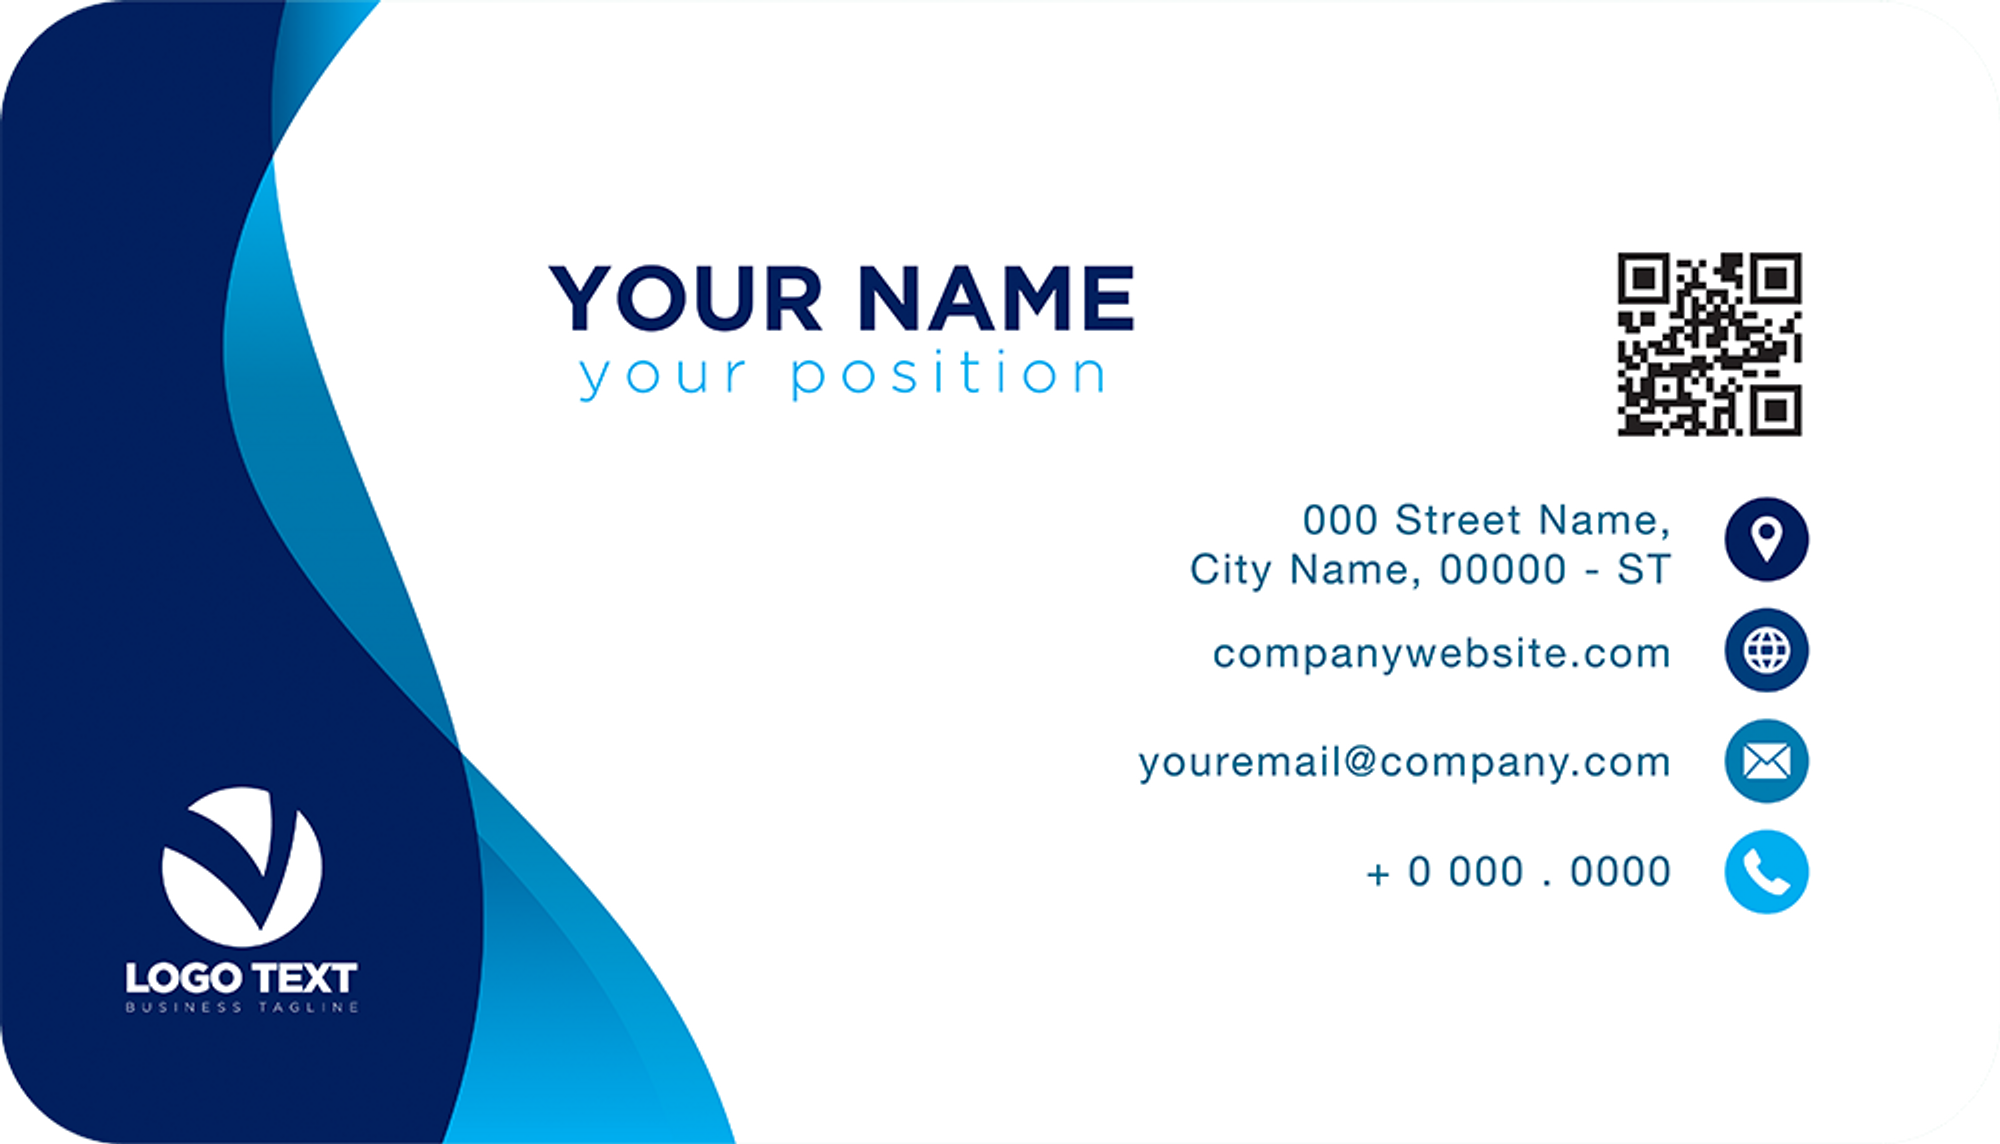 YOUR NAME
your position
000 Street Name,
City Name, 00000 - ST
companywebsite.com
youremail@company.com
+ 0 000 . 0000
LOGO TEXT
BUSINESS TAGLINE